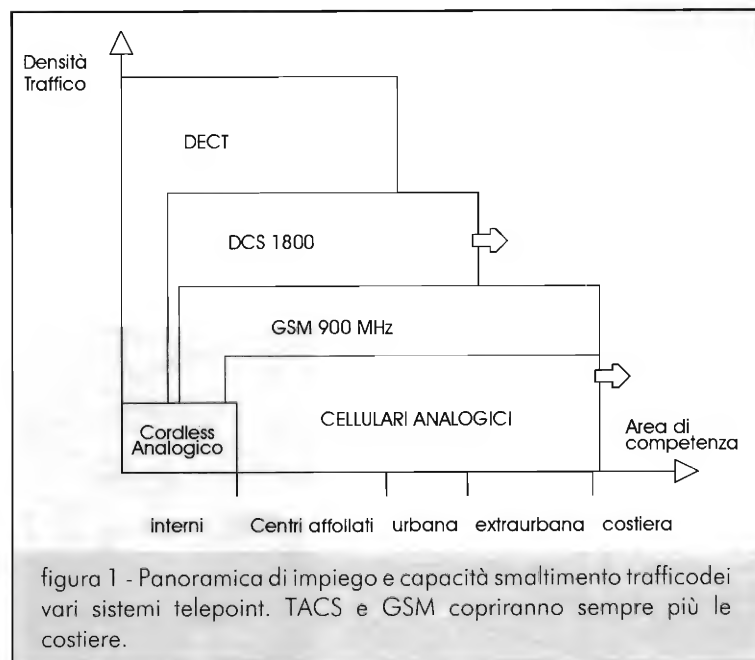 Densità
Traffico
DECT
DCS 1800
GSM 900 MHz
CELLULARI ANALOGICI
Cordless
Analogico
Area di
competenza
interni Centri affollati urbana extraurbana costiera
figura 1 - Panoramica di impiego e capacità smaltimento trafficodei
vari sistemi telepoint. TACS e GSM copriranno sempre più le
costiere.